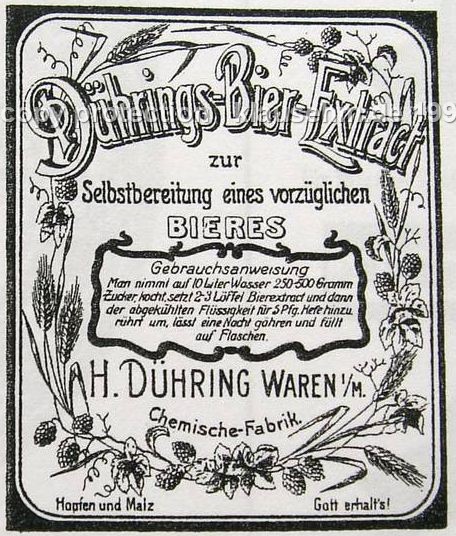 Dührings-Bier-Extract
zur
Selbstbereitung eines vorzüglichen
BIERES
Gebrauchsanweisung
Man nimmt auf 10 Liter Wasser 250-500 Gramm
Zucker, kocht, setzt 2-3 Löffel Bierextract und dann
der abgekühlten Flüssigkeit für 5 Pfg. Hefe hinzu.
rührt um, lässt eine Nacht gähren und füllt
auf Flaschen.
H. DÜHRING WAREN i/M.
Chemische-Fabrik.
Hopfen und Malz
Gott erhalt's!